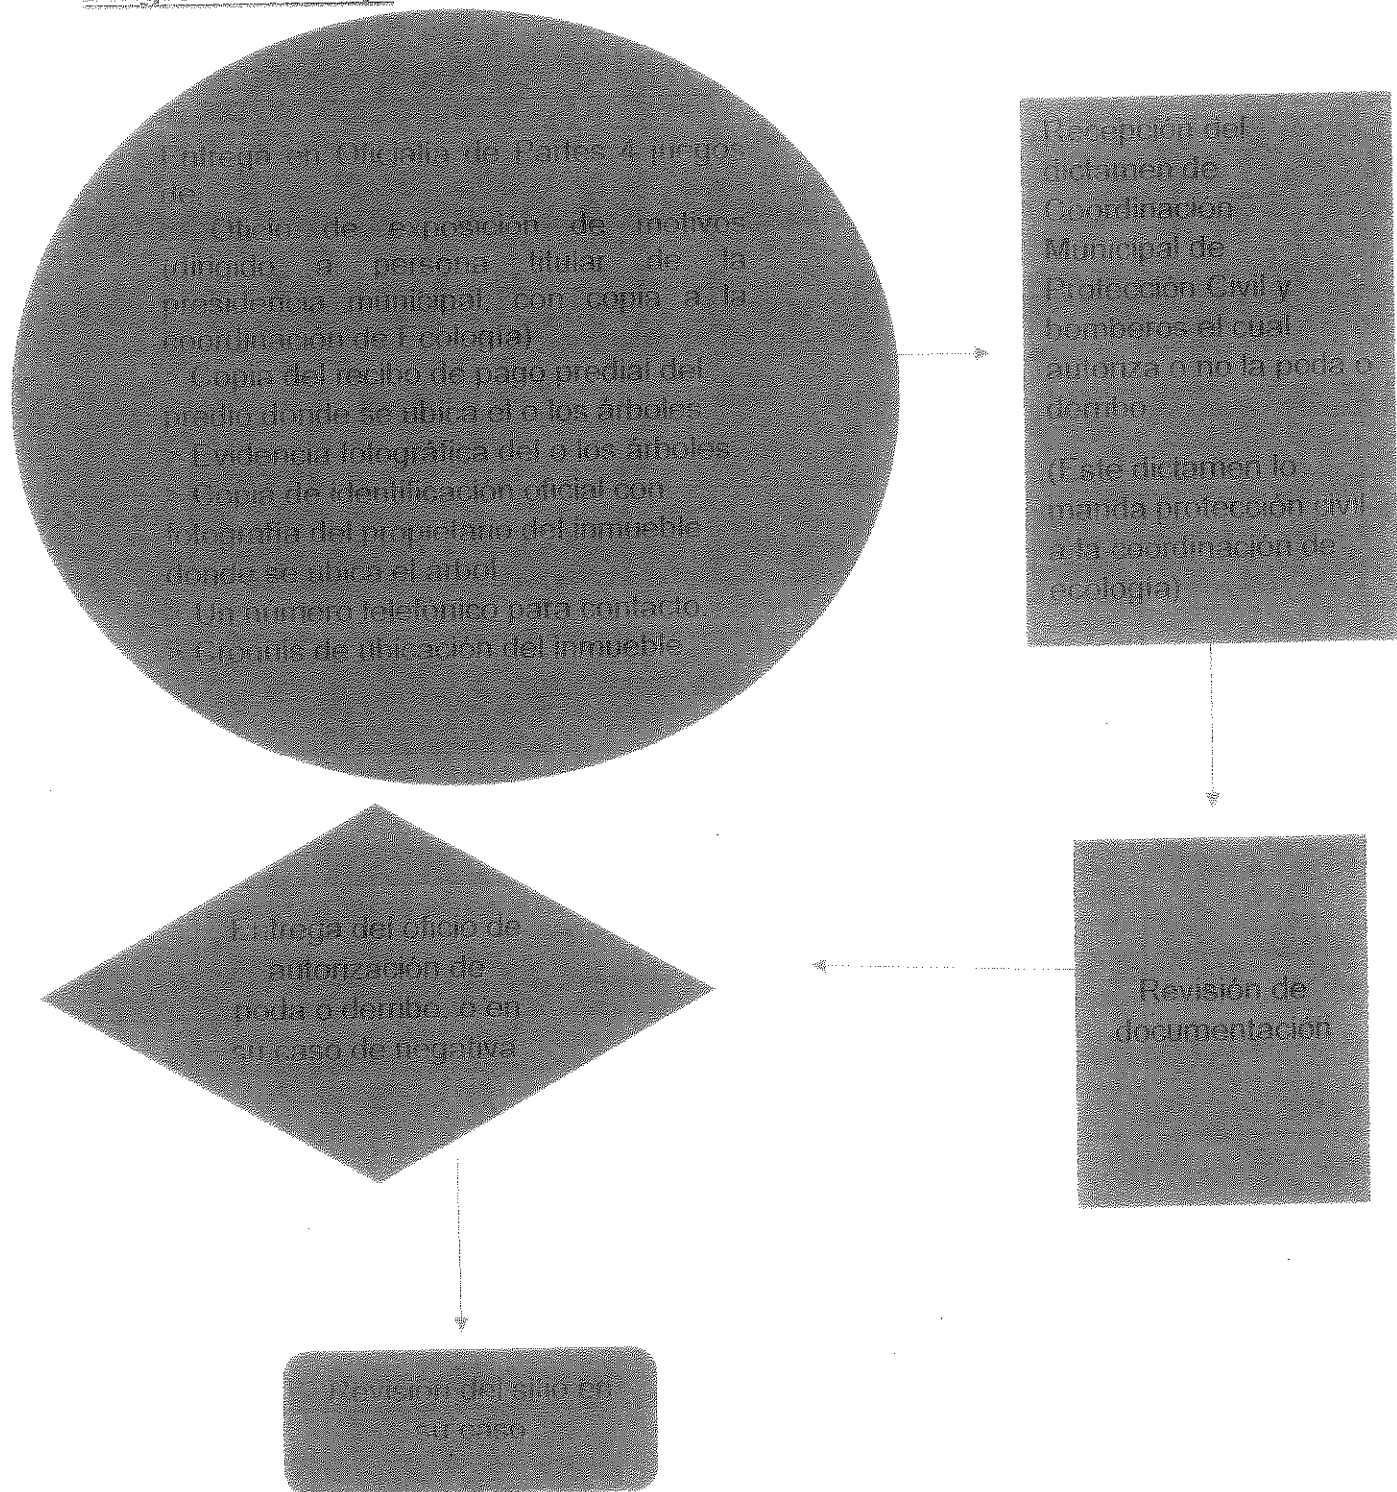 Entrega en Oficialía de Partes 4 juegos
de
Oficio de exposición de motivos
(dirigido a persona titular de la
presidencia municipal, con copia a la
coordinación de Ecología)
Copia del recibo de pago predial del
predio donde se ubica el o los árboles
Evidencia fotográfica del o los árboles
Copia de identificación oficial con
fotografía del propietario del inmueble
donde se ubica el árbol
Un número telefónico para contacto
Croquis de ubicación del inmueble
Recepción del
dictamen de
Coordinación
Municipal de
Protección Civil y
bomberos el cual
autoriza o no la poda o
derribo
(Este dictamen lo
manda protección civil
a la coordinación de
ecología)
Revisión de
documentación
Entrega del oficio de
autorización de
poda o derribo, o en
su caso de negativa
Revisión del sitio en
su caso